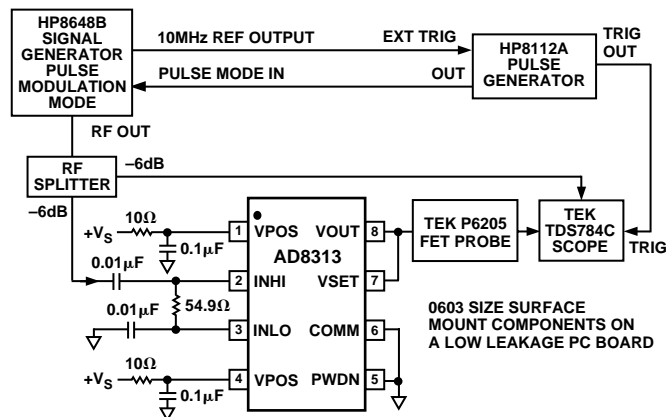 HP8648B
SIGNAL
GENERATOR
PULSE
MODULATION
MODE
10MHz REF OUTPUT
EXT TRIG
PULSE MODE IN
OUT
HP8112A
PULSE
GENERATOR
TRIG
OUT
RF OUT
RF
SPLITTER
–6dB
–6dB
+VS
10Ω
0.1μF
0.01μF
54.9Ω
0.01μF
+VS
10Ω
0.1μF
1 VPOS
VOUT 8
AD8313
2 INHI
VSET 7
3 INLO
COMM 6
4 VPOS
PWDN 5
TEK P6205
FET PROBE
TEK
TDS784C
SCOPE
TRIG
0603 SIZE SURFACE
MOUNT COMPONENTS ON
A LOW LEAKAGE PC BOARD